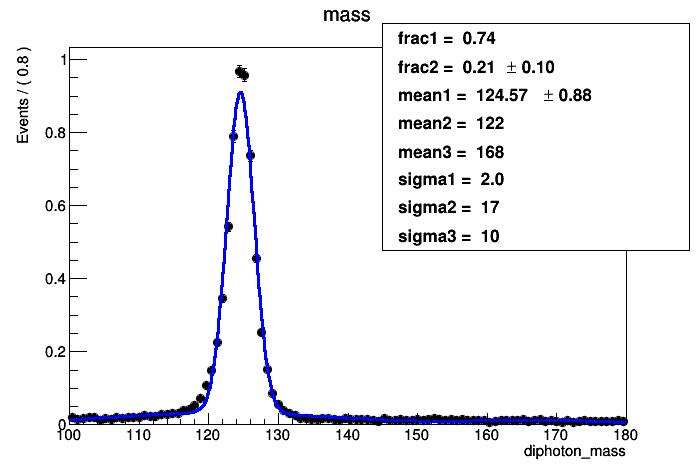 mass
frac1 = 0.74
frac2 = 0.21 ± 0.10
mean1 = 124.57 ± 0.88
mean2 = 122
mean3 = 168
sigma1 = 2.0
sigma2 = 17
sigma3 = 10
Events / ( 0.8 )
1
0.8
0.6
0.4
0.2
0
100 110 120 130 140 150 160 170 180
diphoton_mass